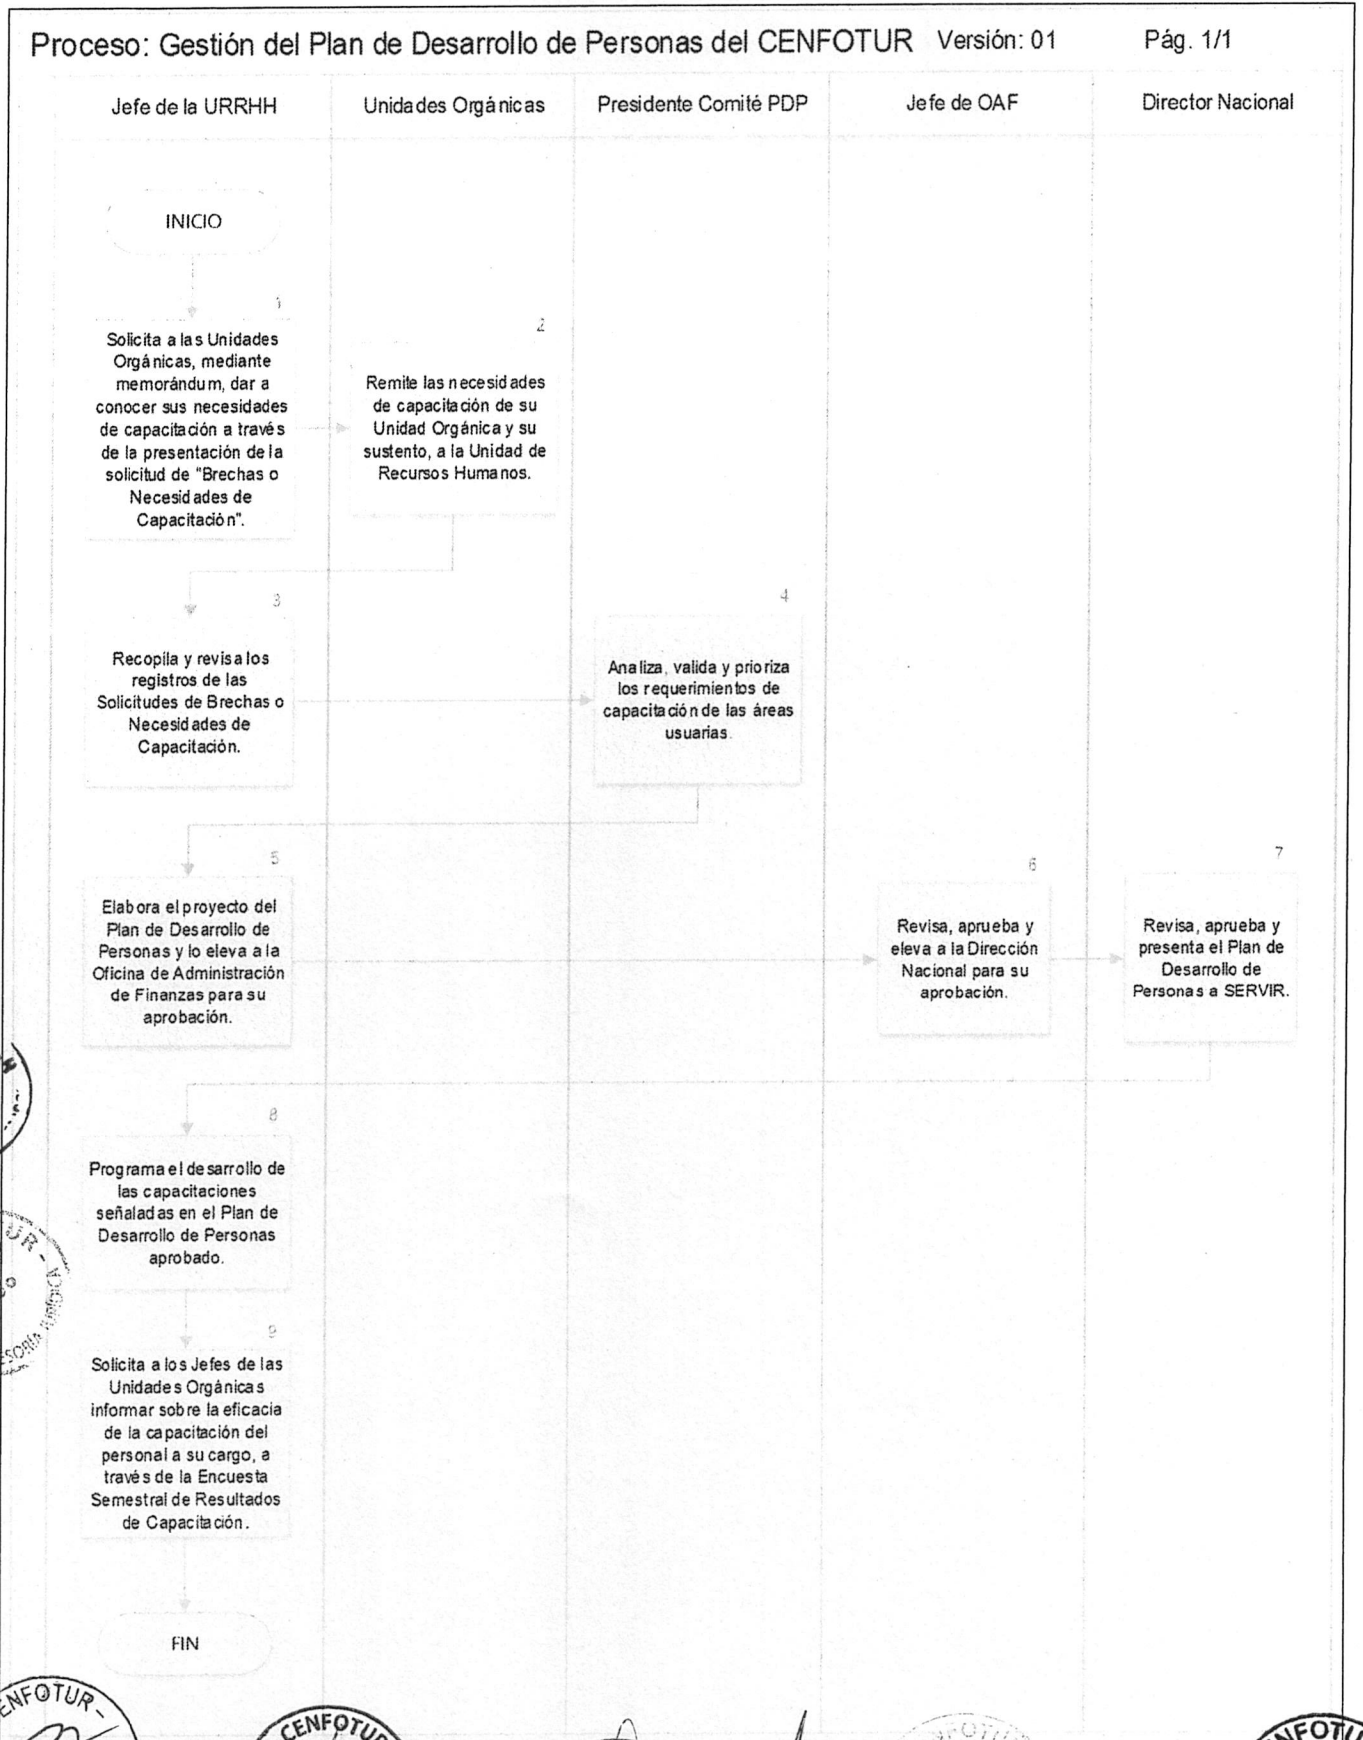 Proceso: Gestión del Plan de Desarrollo de Personas del CENFOTUR Versión: 01 Pág. 1/1
Jefe de la URRHH
Unidades Orgánicas
Presidente Comité PDP
Jefe de OAF
Director Nacional
INICIO
1
Solicita a las Unidades
Orgánicas, mediante
memorándum, dar a
conocer sus necesidades
de capacitación a través
de la presentación de la
solicitud de "Brechas o
Necesidades de
Capacitación".
2
Remite las necesidades
de capacitación de su
Unidad Orgánica y su
sustento, a la Unidad de
Recursos Humanos.
3
Recopila y revisa los
registros de las
Solicitudes de Brechas o
Necesidades de
Capacitación.
4
Analiza, valida y prioriza
los requerimientos de
capacitación de las áreas
usuarias.
5
Elabora el proyecto del
Plan de Desarrollo de
Personas y lo eleva a la
Oficina de Administración
de Finanzas para su
aprobación.
6
Revisa, aprueba y
eleva a la Dirección
Nacional para su
aprobación.
7
Revisa, aprueba y
presenta el Plan de
Desarrollo de
Personas a SERVIR.
8
Programa el desarrollo de
las capacitaciones
señaladas en el Plan de
Desarrollo de Personas
aprobado.
9
Solicita a los Jefes de las
Unidades Orgánicas
informar sobre la eficacia
de la capacitación del
personal a su cargo, a
través de la Encuesta
Semestral de Resultados
de Capacitación.
FIN
CENFOTUR